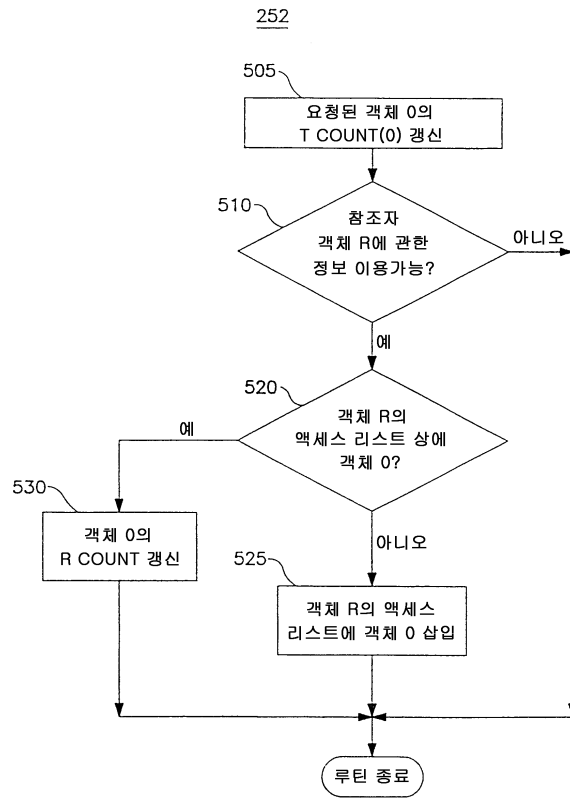 252
505
요청된 객체 0의
T COUNT(0) 갱신
510
참조자
객체 R에 관한
정보 이용가능?
아니오
예
520
객체 R의
액세스 리스트 상에
객체 0?
예
530
객체 0의
R COUNT 갱신
아니오
525
객체 R의 액세스
리스트에 객체 0 삽입
루틴 종료